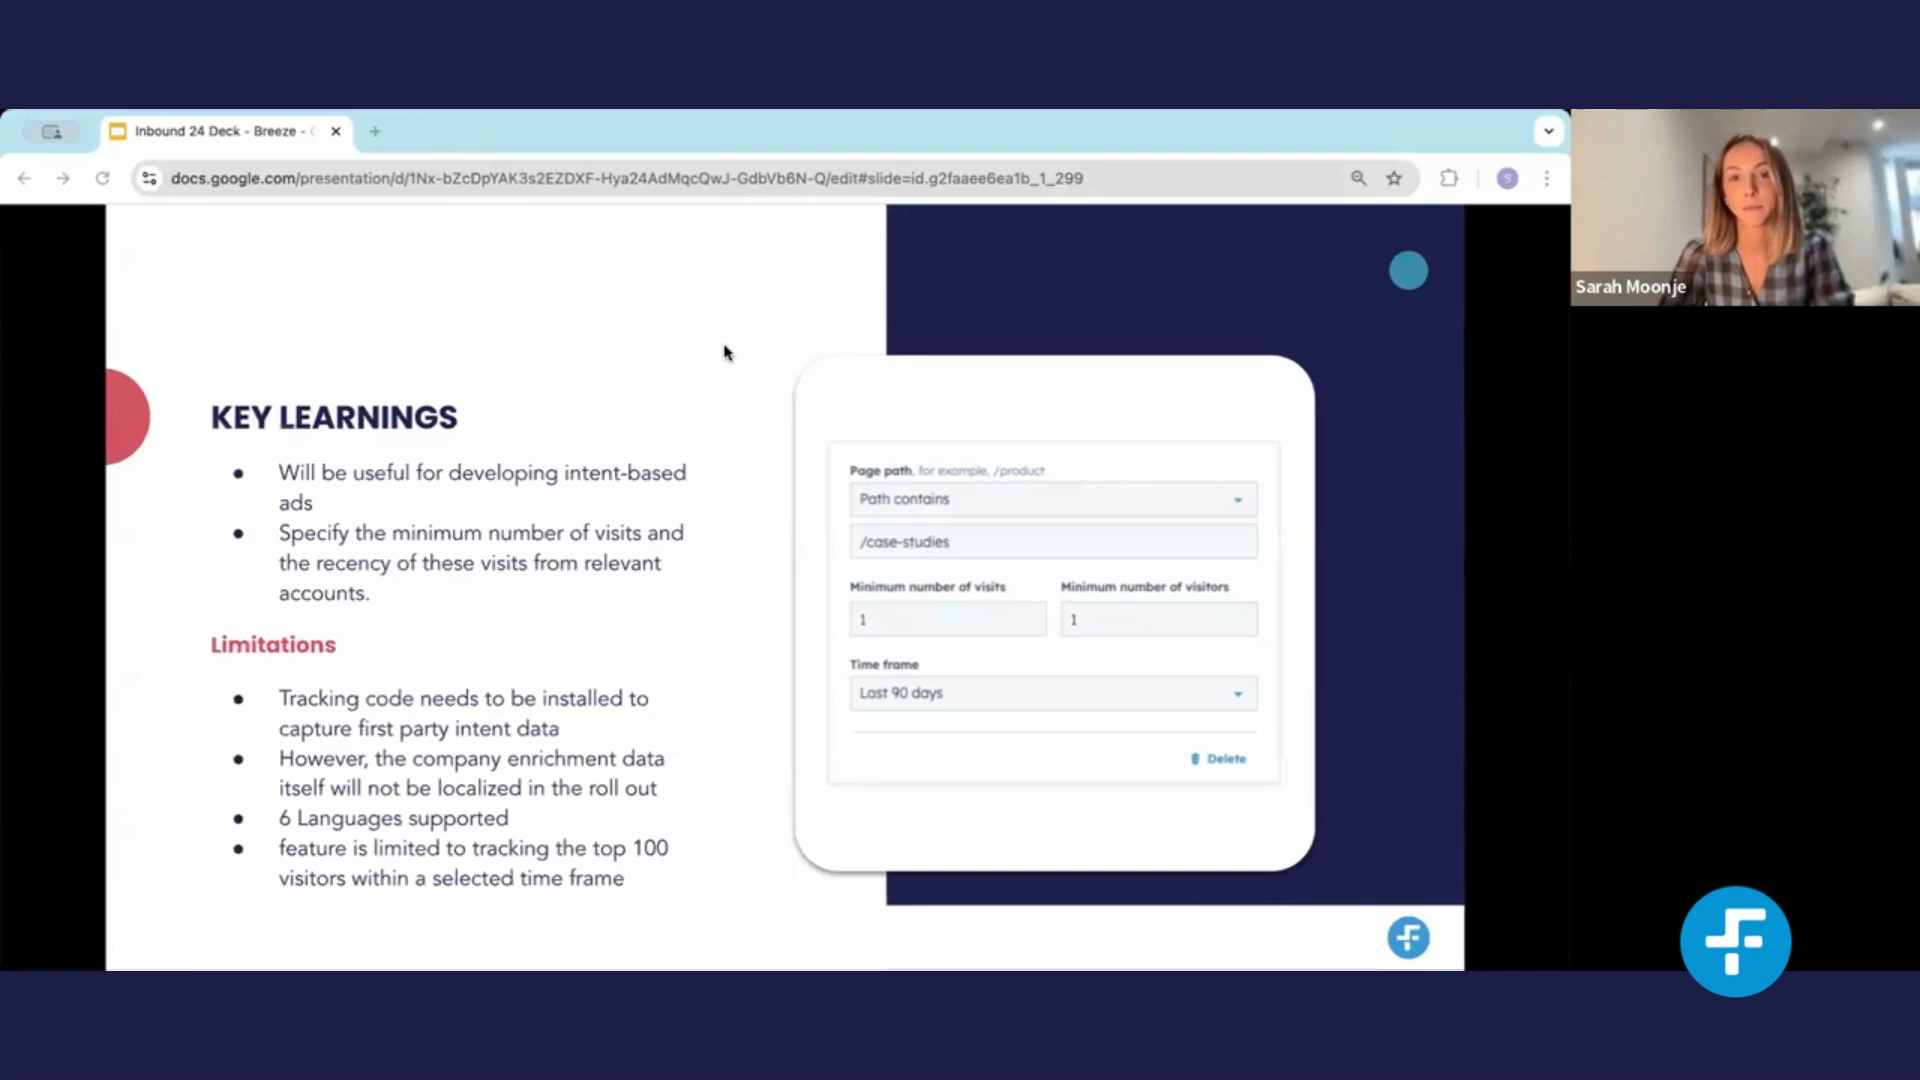 Inbound 24 Deck - Breeze -
docs.google.com/presentation/d/1Nx-bZcDpYAK3s2EZDXF-Hya24AdMqcQwJ-GdbVb6N-Q/edit#slide=id.g2faaee6ea1b_1_299
S
Sarah Moonje
KEY LEARNINGS
● Will be useful for developing intent-based
ads
● Specify the minimum number of visits and
the recency of these visits from relevant
accounts.
Limitations
● Tracking code needs to be installed to
capture first party intent data
● However, the company enrichment data
itself will not be localized in the roll out
● 6 Languages supported
● feature is limited to tracking the top 100
visitors within a selected time frame
Page path, for example, /product
Path contains
/case-studies
Minimum number of visits Minimum number of visitors
1 1
Time frame
Last 90 days
Delete